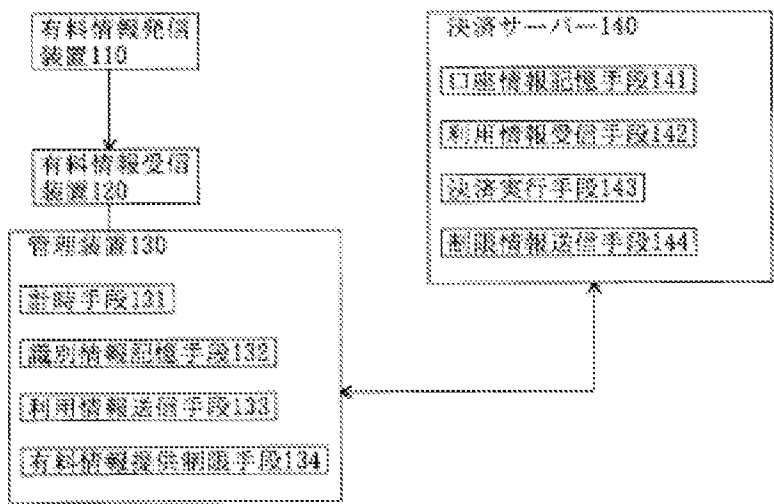 有料情報発信
装置110
有料情報受信
装置120
管理装置130
計時手段131
識別情報記憶手段132
利用情報送信手段133
有料情報提供制限手段134
決済サーバー140
口座情報記憶手段141
利用情報受信手段142
決済実行手段143
制限情報送信手段144